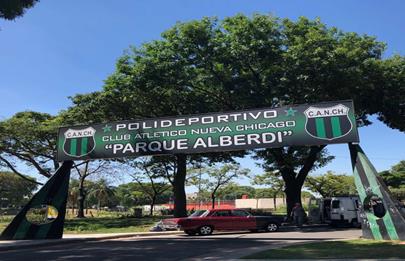 C.A.N.CH.
POLIDEPORTIVO
CLUB ATLETICO NUEVA CHICAGO
"PARQUE ALBERDI"
C.A.N.CH.